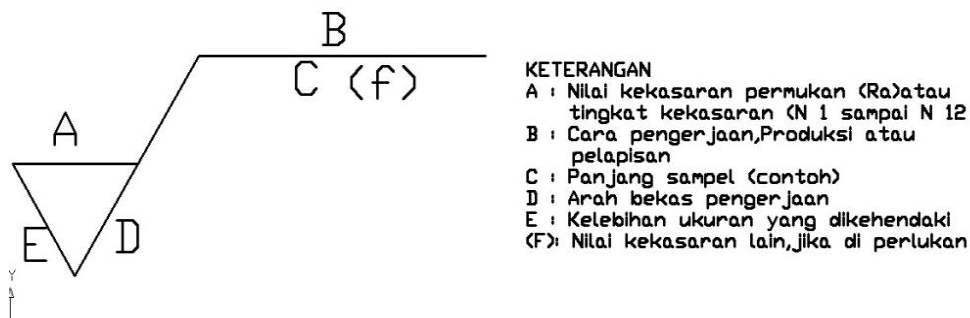 B
C (f)
A
E
D
Y
KETERANGAN
A : Nilai kekasaran permukan (Ra)atau
tingkat kekasaran (N 1 sampai N 12
B : Cara pengerjaan,Produksi atau
pelapisan
C : Panjang sampel (contoh)
D : Arah bekas pengerjaan
E : Kelebihan ukuran yang dikehendaki
(F): Nilai kekasaran lain,jika di perlukan